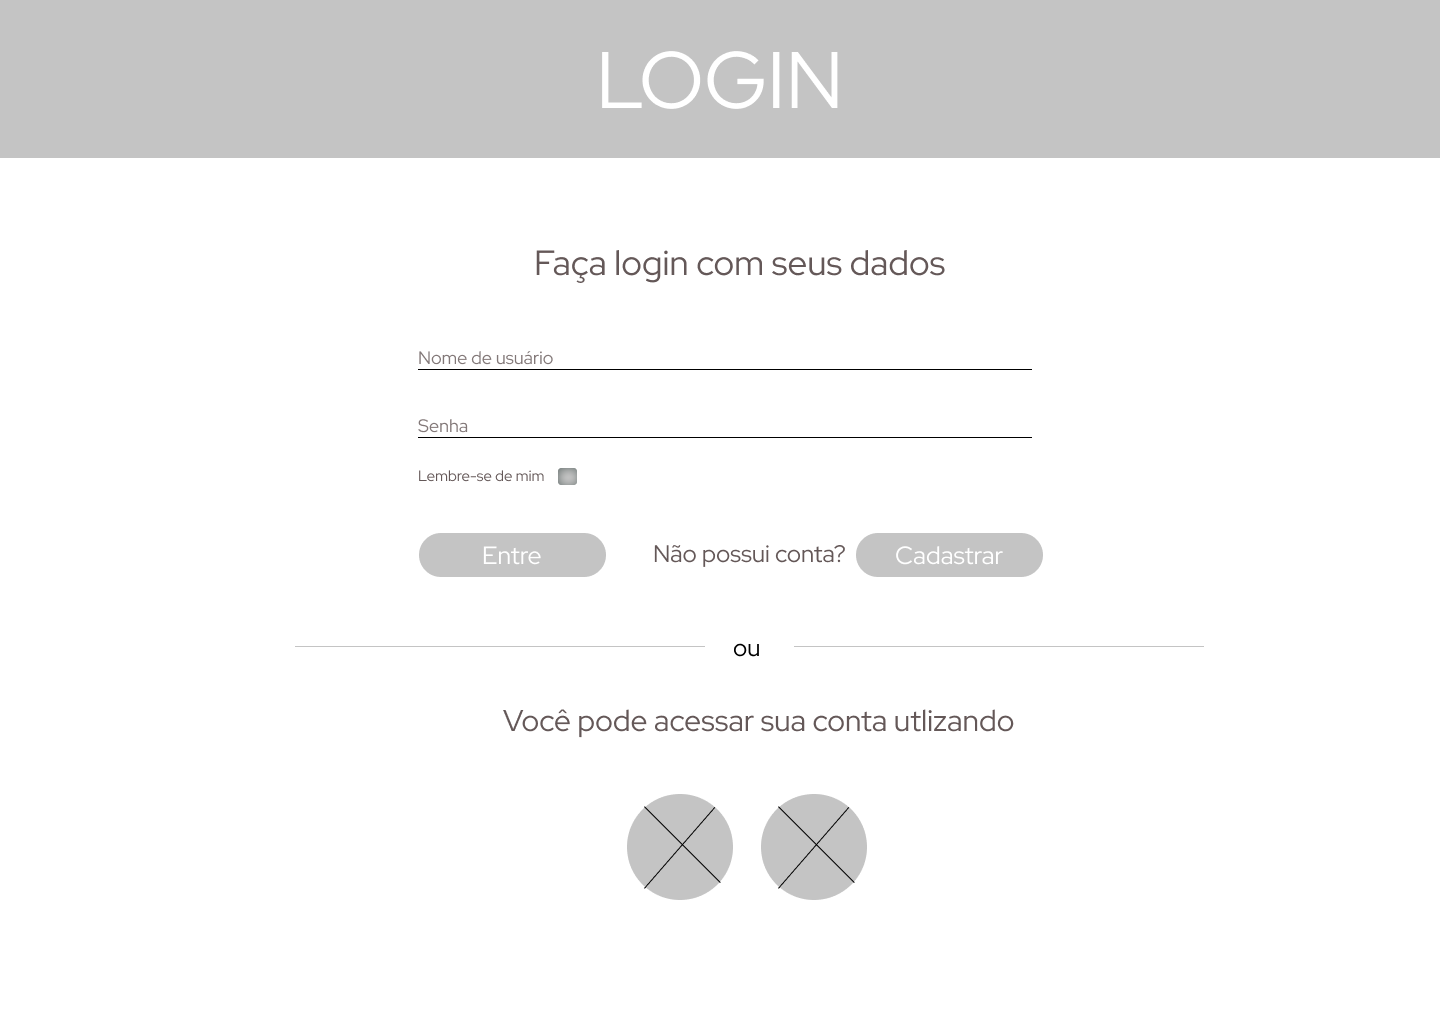 LOGIN
Faça login com seus dados
Nome de usuário
Senha
Lembre-se de mim
Entre
Não possui conta?
Cadastrar
ou
Você pode acessar sua conta utlizando